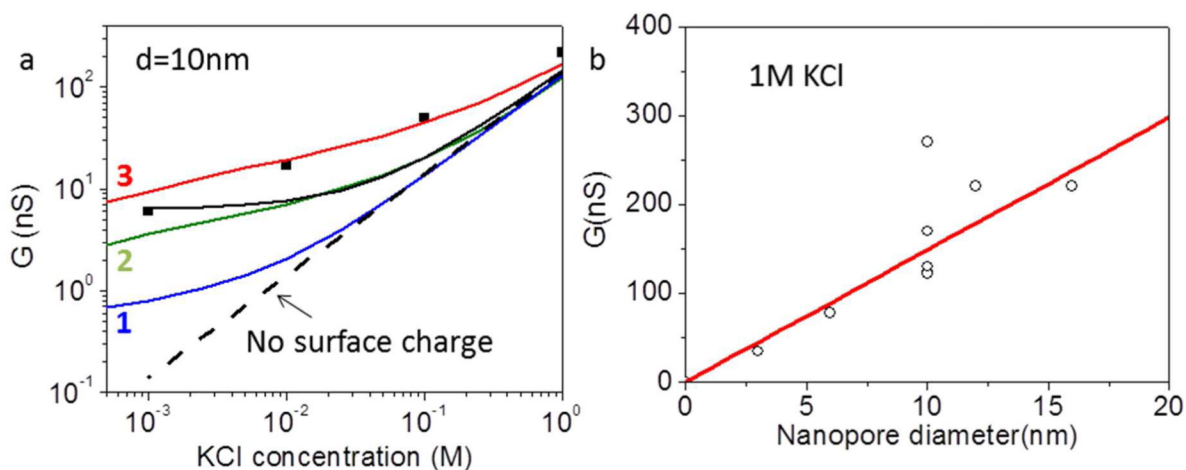 a
d=10nm
G (nS)
10²
10¹
10⁰
10⁻¹
3
2
1
No surface charge
10⁻³ 10⁻² 10⁻¹ 10⁰
KCl concentration (M)
b
1M KCl
G(nS)
400
300
200
100
0
0 5 10 15 20
Nanopore diameter(nm)